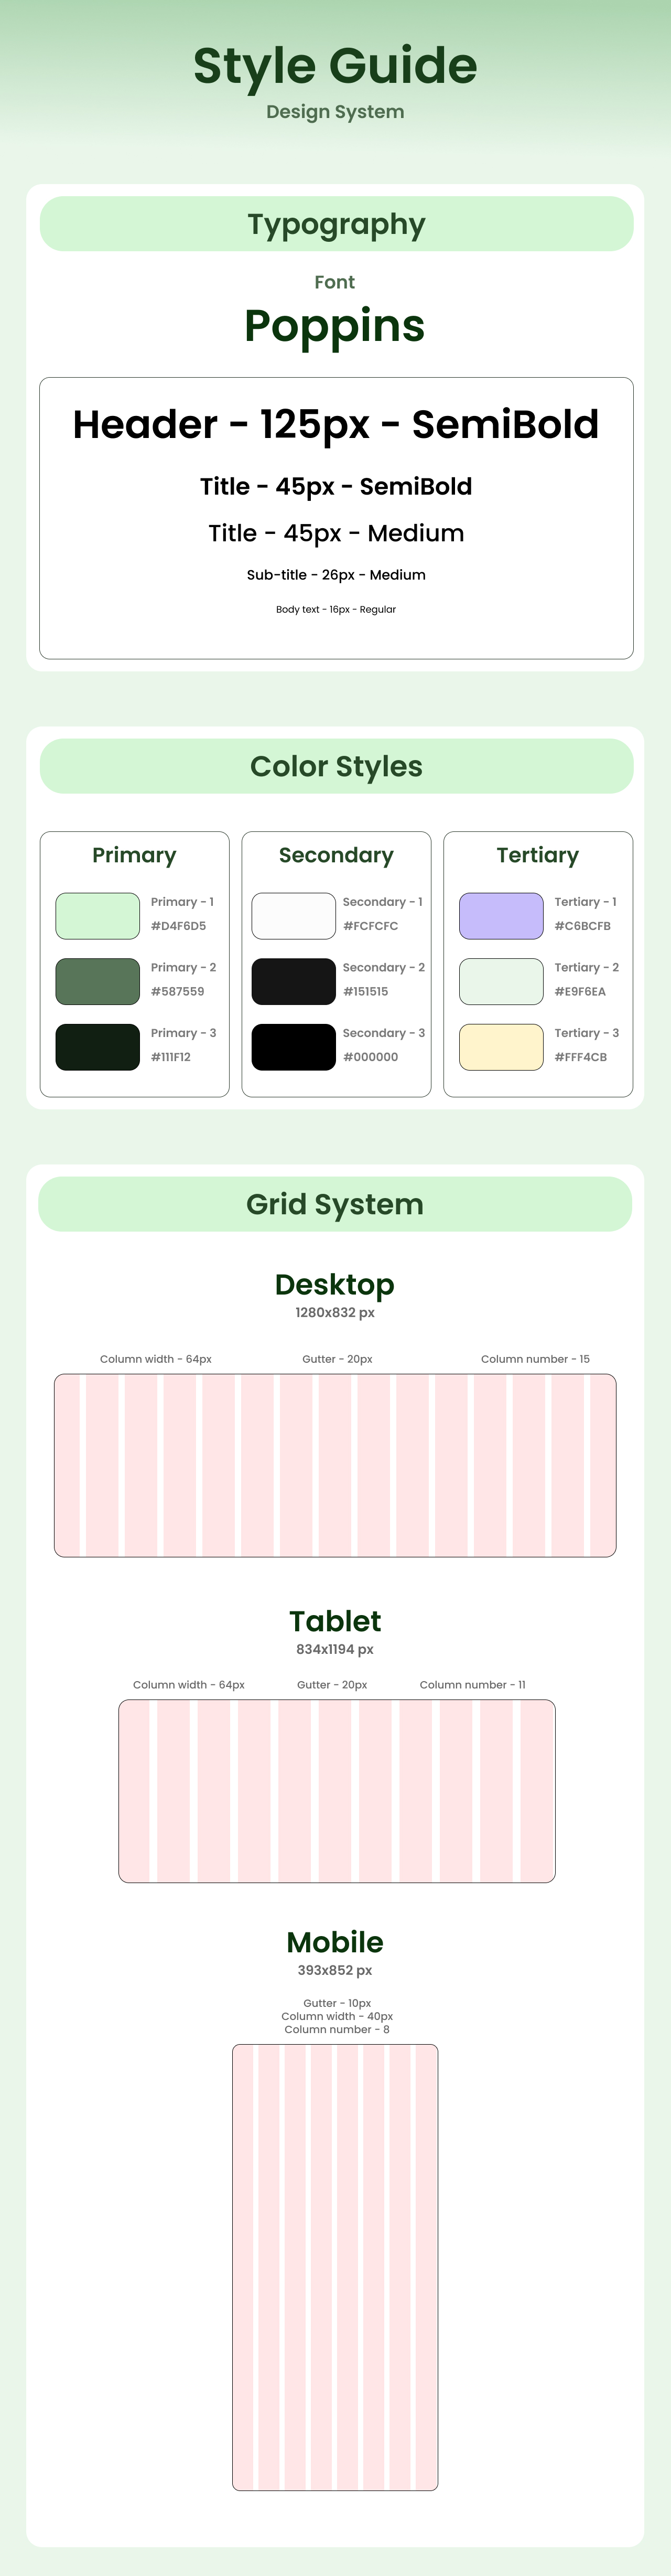 Style Guide
Design System
Typography
Font
Poppins
Header - 125px - SemiBold
Title - 45px - SemiBold
Title - 45px - Medium
Sub-title - 26px - Medium
Body text - 16px - Regular
Color Styles
Primary
Primary - 1
#D4F6D5
Primary - 2
#587559
Primary - 3
#111F12
Secondary
Secondary - 1
#FCFCFC
Secondary - 2
#151515
Secondary - 3
#000000
Tertiary
Tertiary - 1
#C6BCFB
Tertiary - 2
#E9F6EA
Tertiary - 3
#FFF4CB
Grid System
Desktop
1280x832 px
Column width - 64px
Gutter - 20px
Column number - 15
Tablet
834x1194 px
Column width - 64px
Gutter - 20px
Column number - 11
Mobile
393x852 px
Gutter - 10px
Column width - 40px
Column number - 8